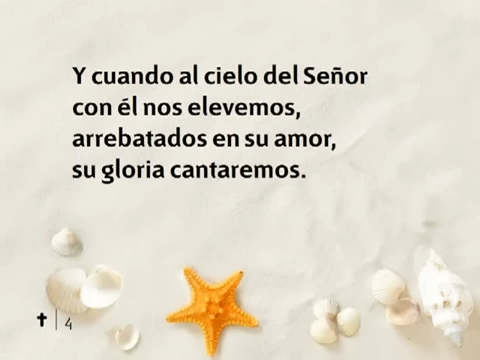 Y cuando al cielo del Señor
con él nos elevemos,
arrebatados en su amor,
su gloria cantaremos.
4